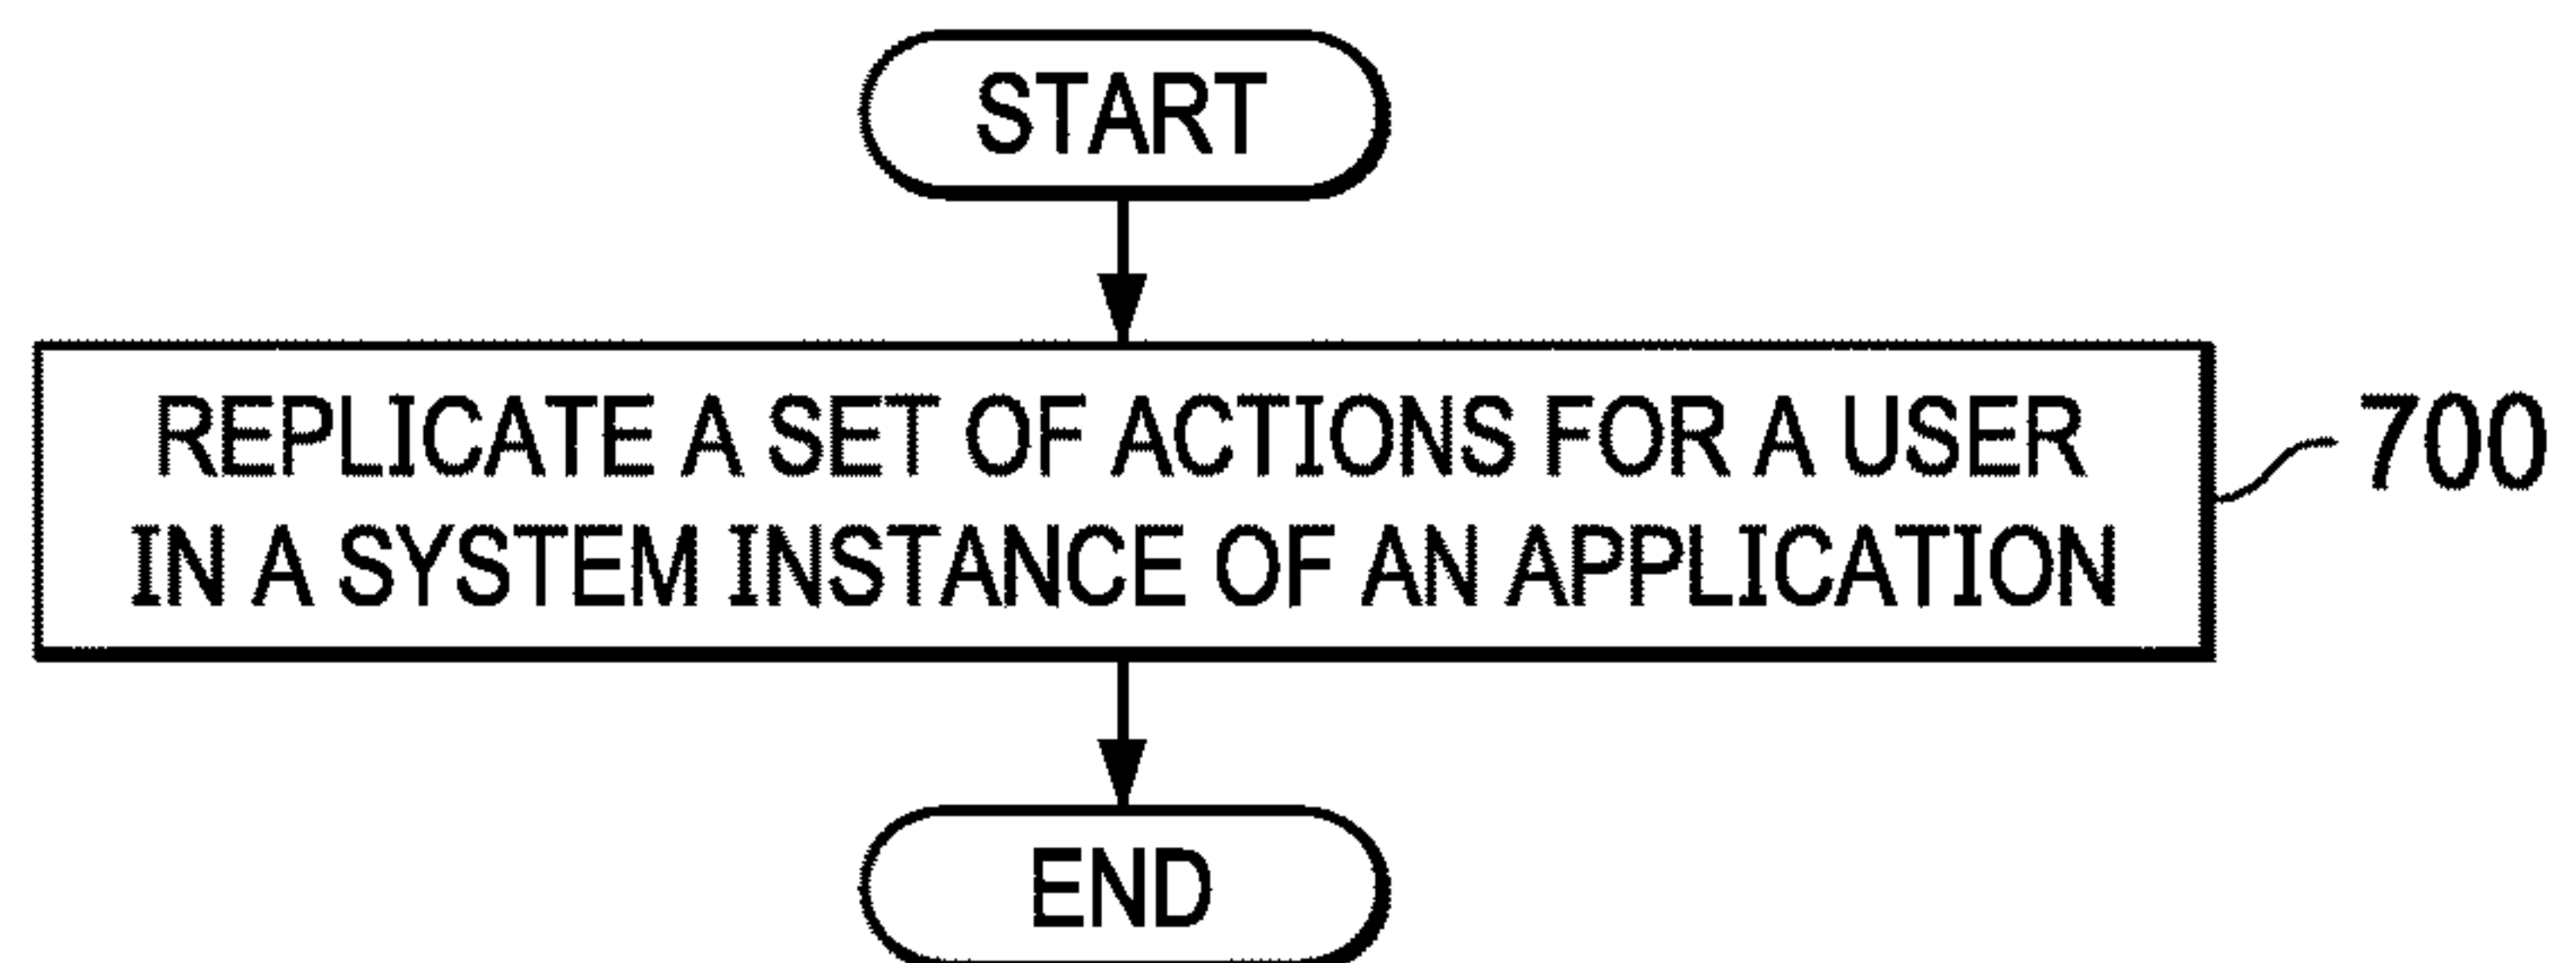 START
REPLICATE A SET OF ACTIONS FOR A USER
IN A SYSTEM INSTANCE OF AN APPLICATION
700
END